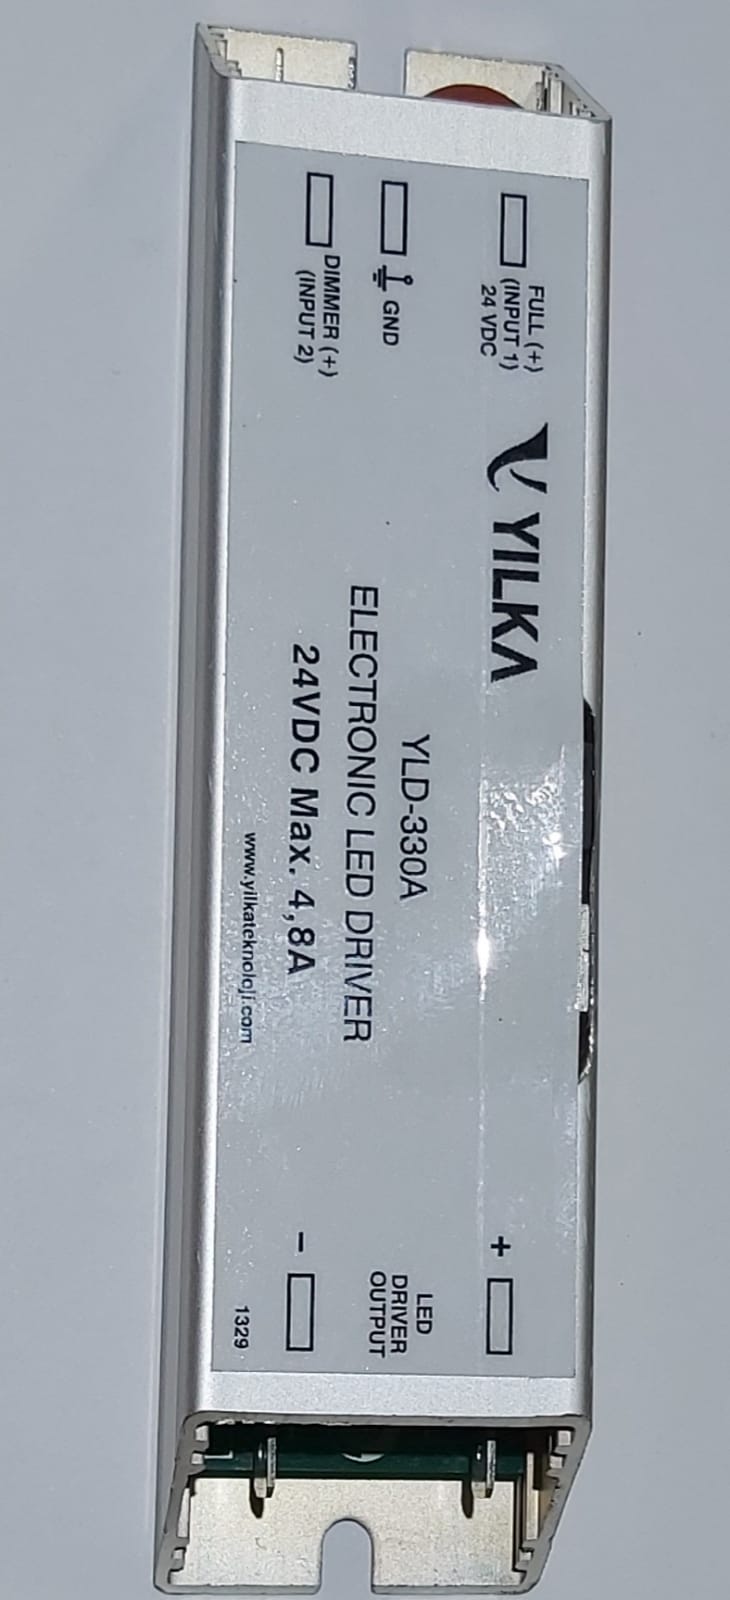 FULL (+)
(INPUT 1)
24 VDC
GND
DIMMER (+)
(INPUT 2)
YILKA
YLD-330A
ELECTRONIC LED DRIVER
24VDC Max. 4,8A
www.yilkateknoloji.com
+
LED
DRIVER
OUTPUT
-
1329